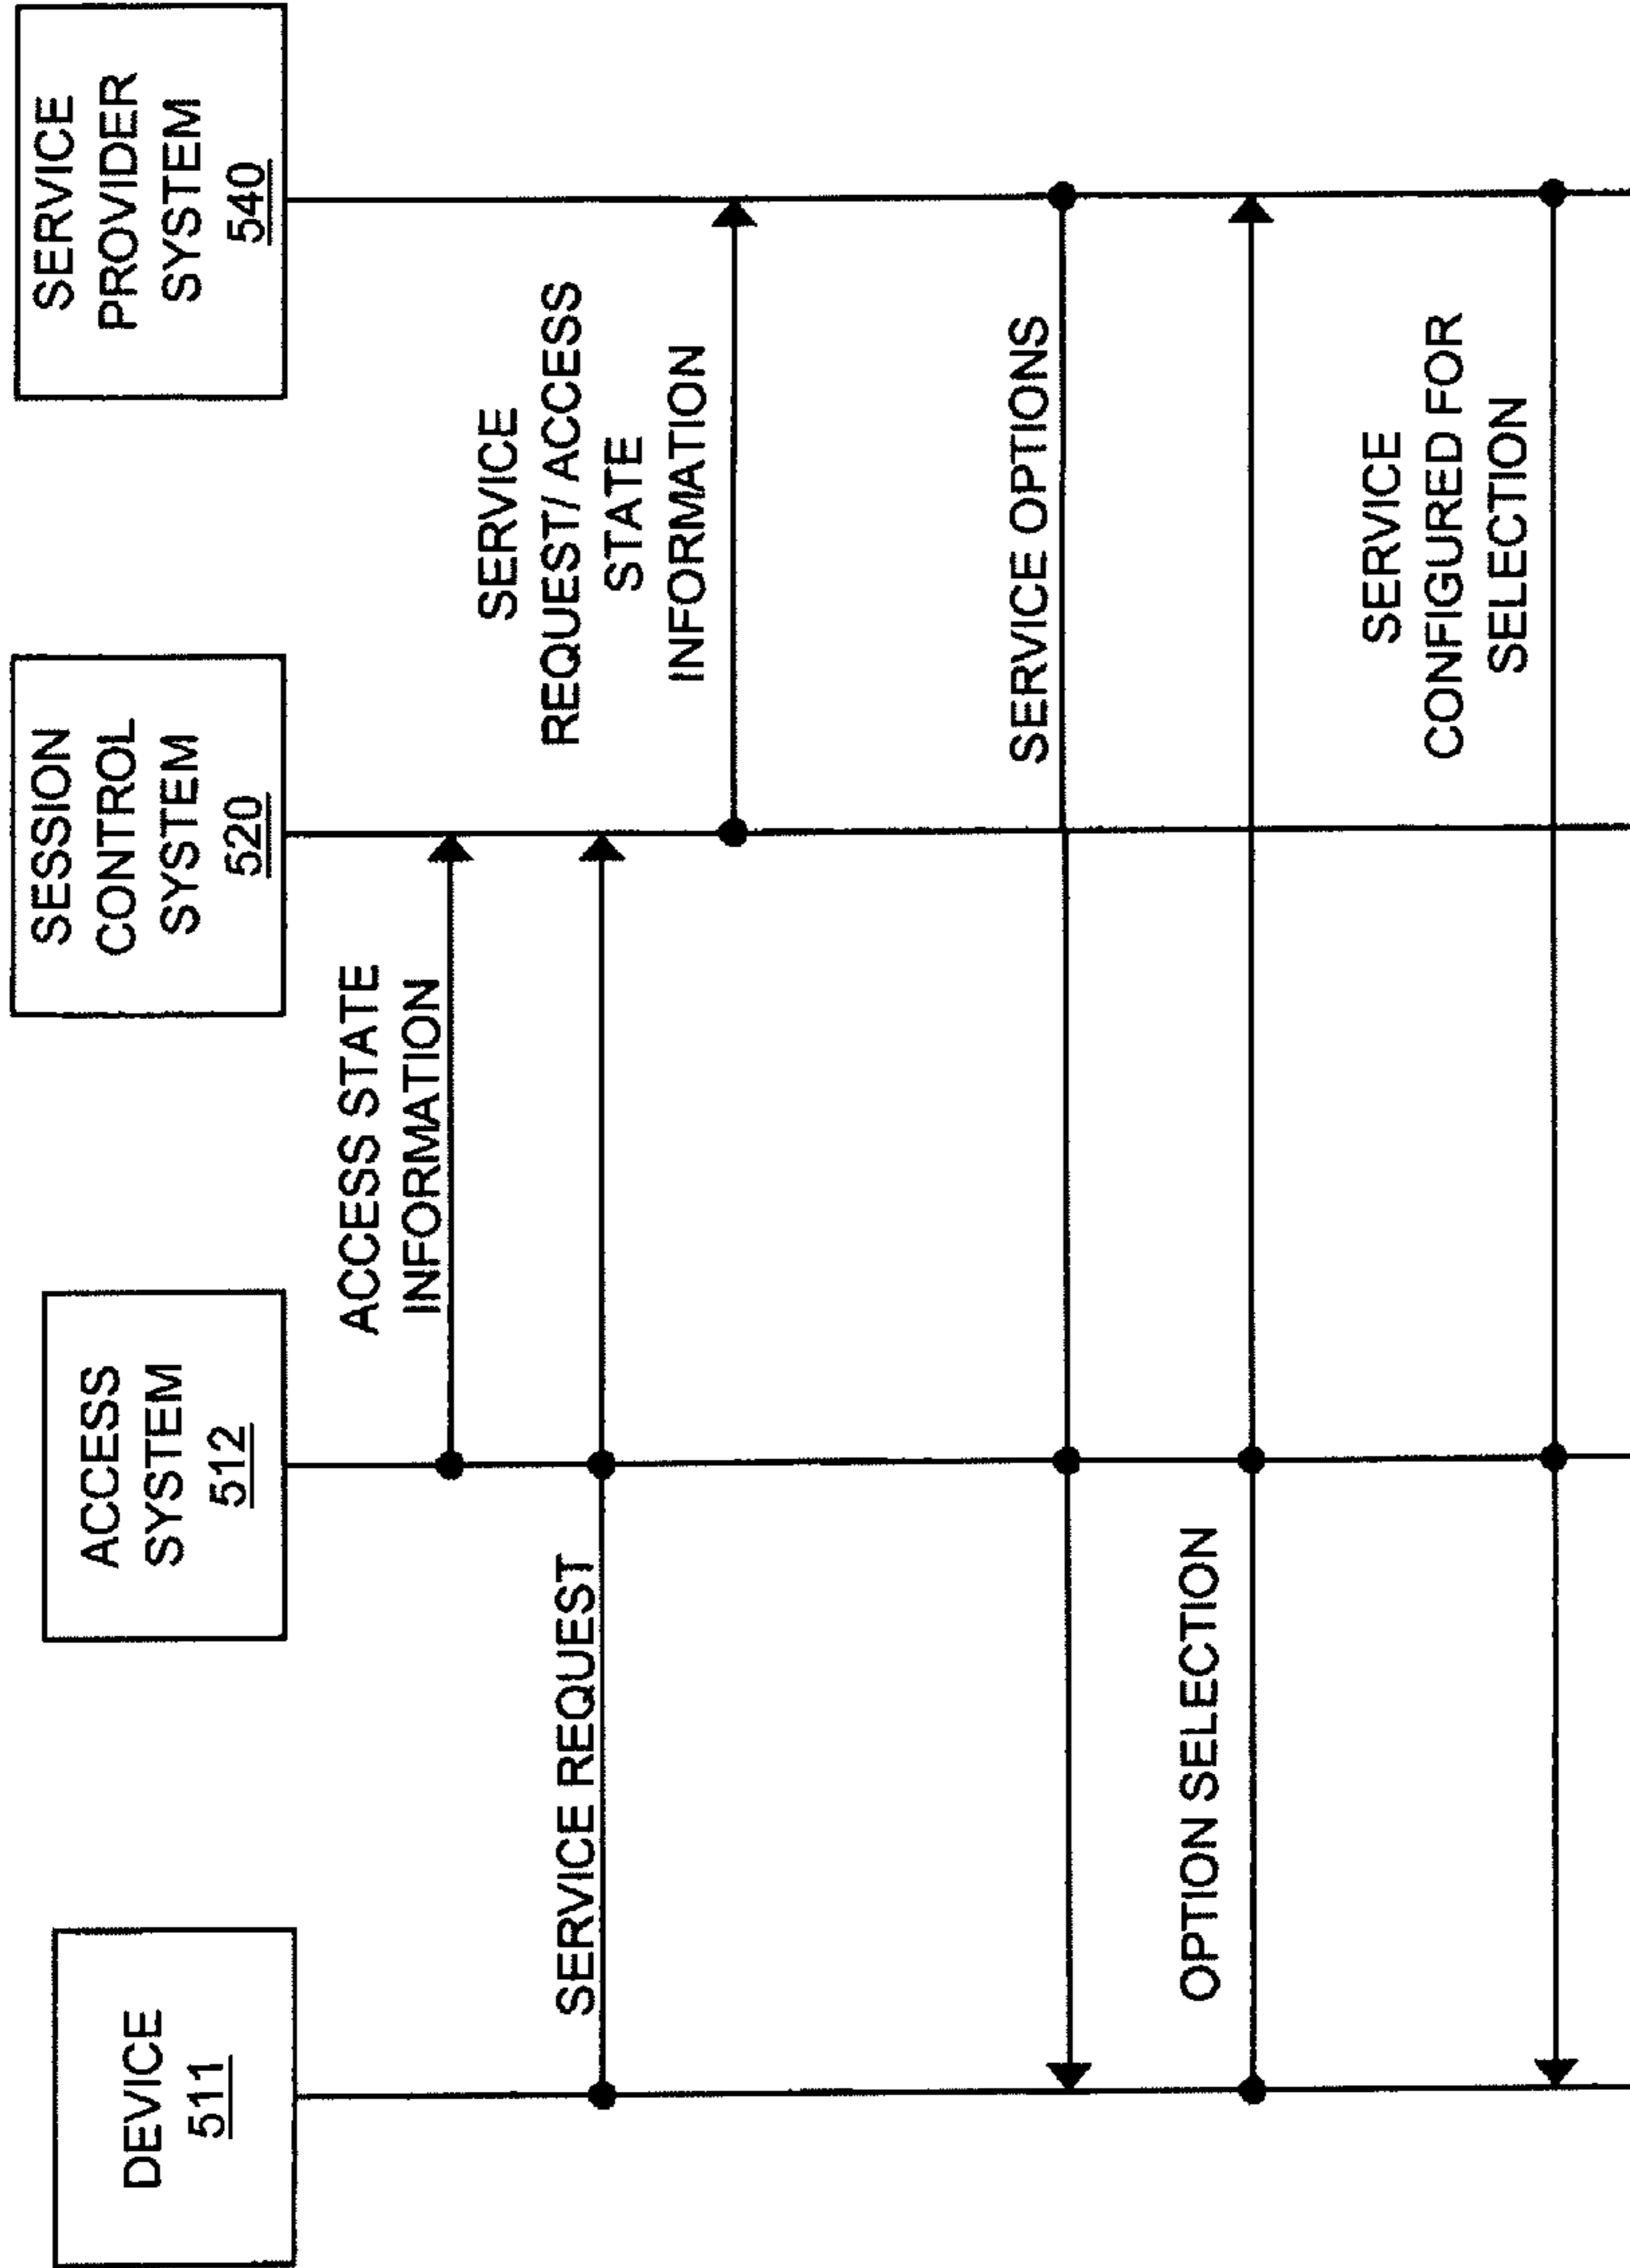 DEVICE
511
ACCESS
SYSTEM
512
SESSION
CONTROL
SYSTEM
520
SERVICE
PROVIDER
SYSTEM
540
ACCESS STATE
INFORMATION
SERVICE REQUEST
SERVICE
REQUEST/ ACCESS
STATE
INFORMATION
SERVICE OPTIONS
OPTION SELECTION
SERVICE
CONFIGURED FOR
SELECTION